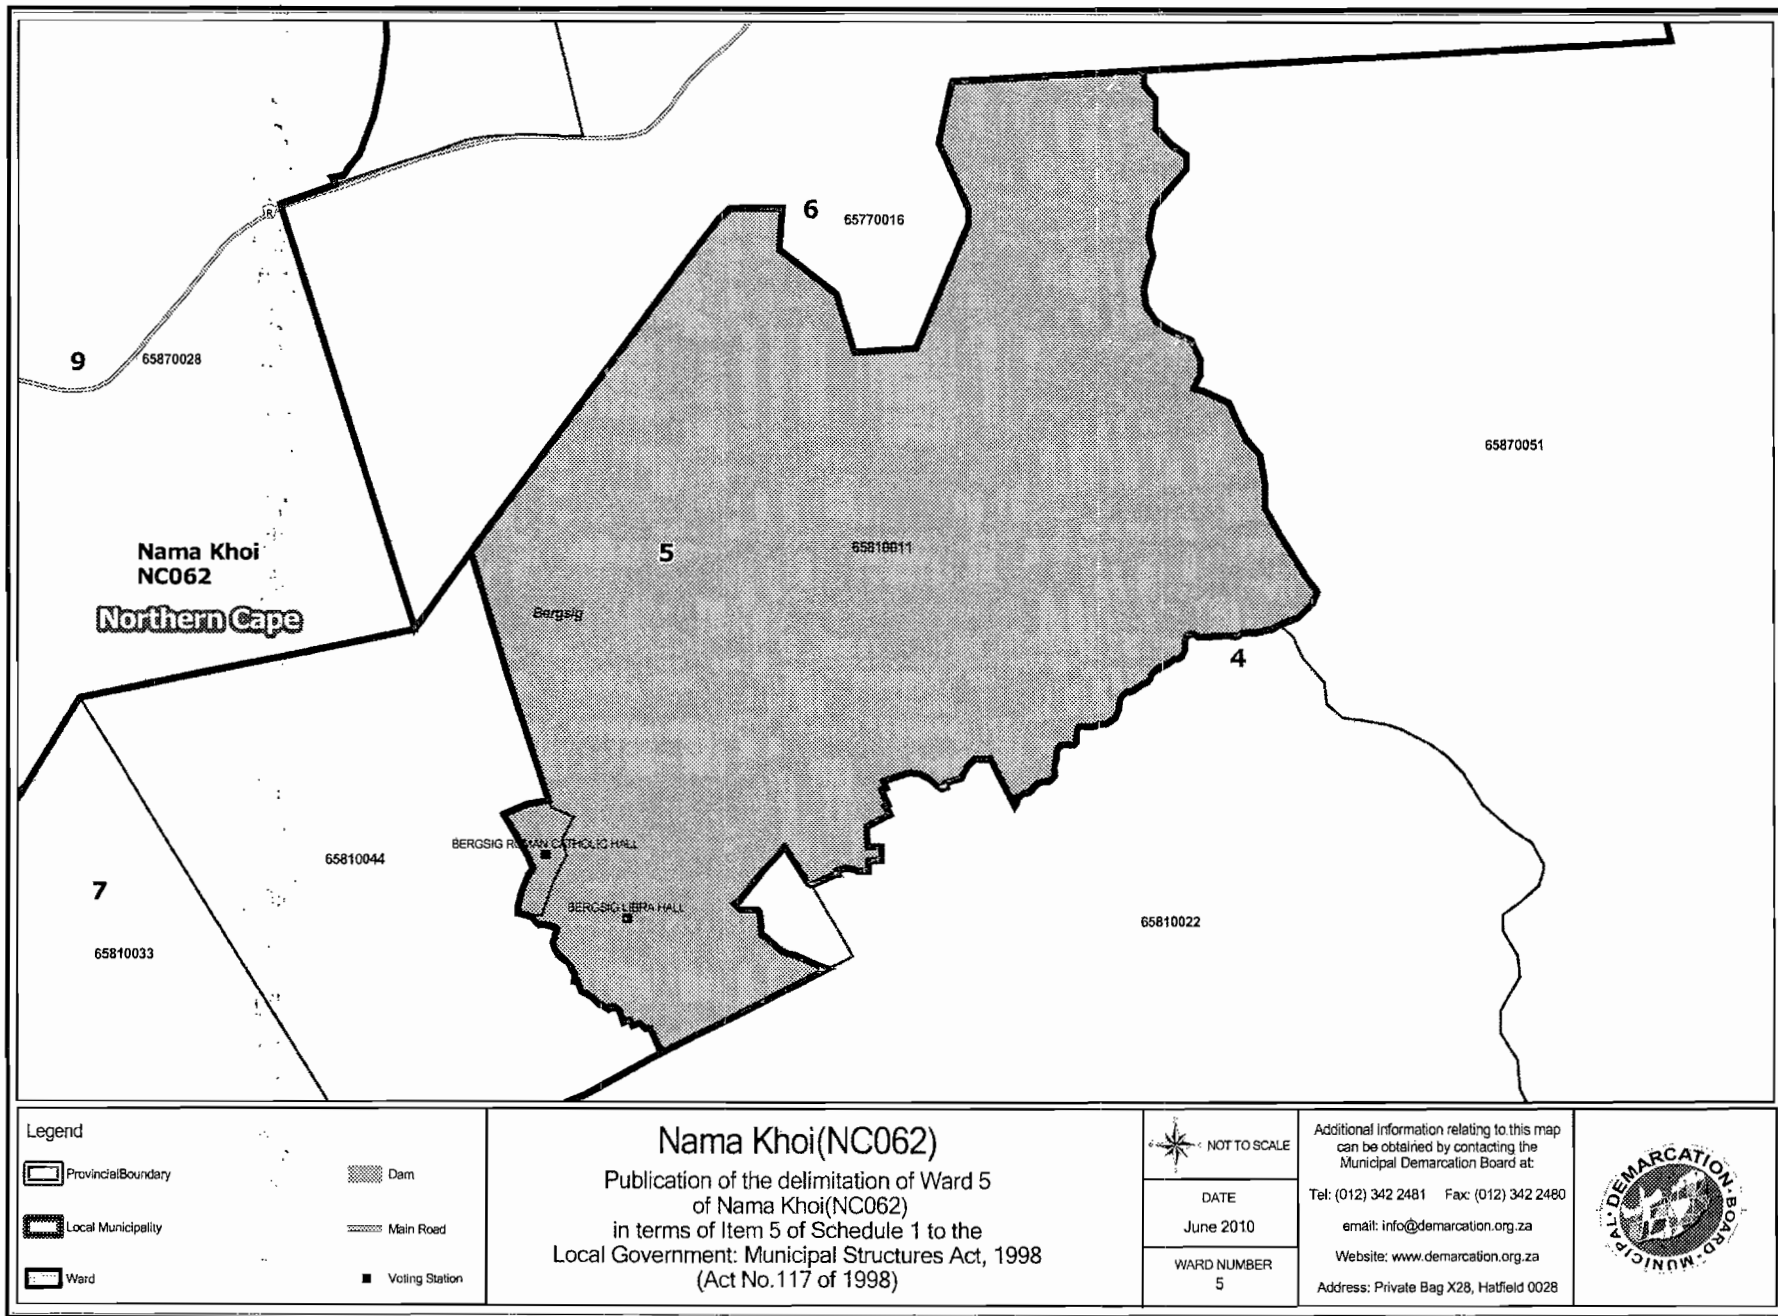 6
65770016
9
65870028
65870051
Nama Khoi
NC062
Northern Cape
5
65810011
Bergsig
4
BERGSIG ROMAN CATHOLIC HALL
65810044
7
BERGSIG LIBRA HALL
65810022
65810033
R
Legend
ProvincialBoundary
Dam
Local Municipality
Main Road
Ward
Voting Station
Nama Khoi(NC062)
Publication of the delimitation of Ward 5
of Nama Khoi(NC062)
in terms of Item 5 of Schedule 1 to the
Local Government: Municipal Structures Act, 1998
(Act No.117 of 1998)
NOT TO SCALE
DATE
June 2010
WARD NUMBER
5
Additional Information relating to this map
can be obtained by contacting the
Municipal Demarcation Board at:
Tel: (012) 342 2481 Fax: (012) 342 2480
email: info@demarcation.org.za
Website: www.demarcation.org.za
Address: Private Bag X28, Hatfield 0028
MUNICIPAL DEMARCATION BOARD